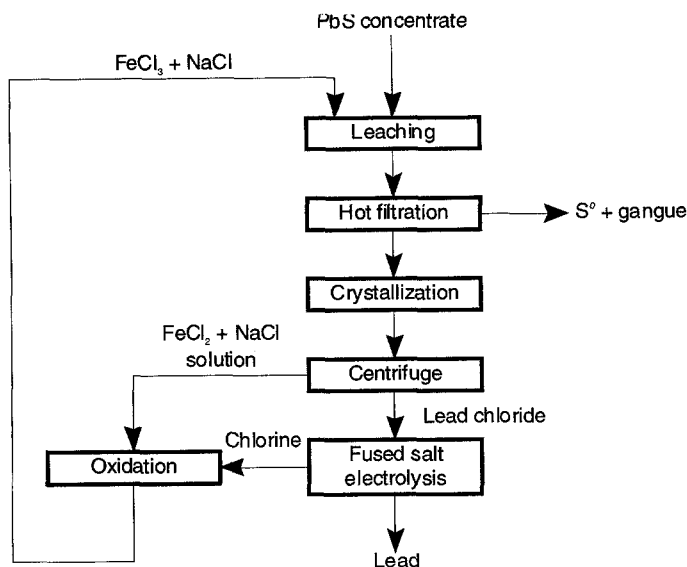 PbS concentrate
FeCl₃ + NaCl
Leaching
Hot filtration
S⁰ + gangue
Crystallization
FeCl₂ + NaCl
solution
Centrifuge
Lead chloride
Chlorine
Oxidation
Fused salt
electrolysis
Lead